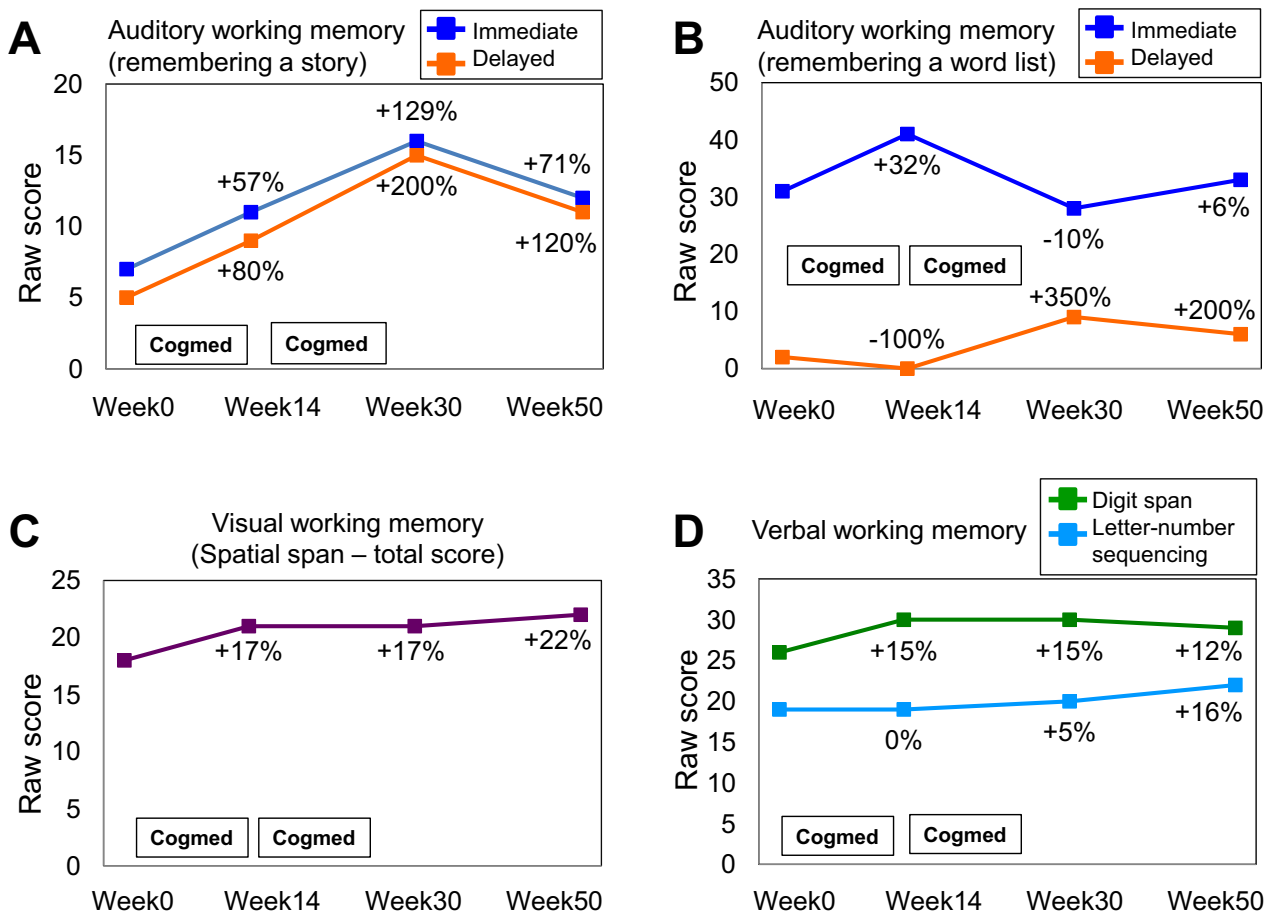 A
Auditory working memory
(remembering a story)
Immediate
Delayed
Raw score
20
15
10
5
0
+57%
+129%
+71%
+80%
+200%
+120%
Cogmed
Cogmed
Week0
Week14
Week30
Week50
B
Auditory working memory
(remembering a word list)
Immediate
Delayed
Raw score
50
40
30
20
10
0
+32%
-10%
+6%
Cogmed
Cogmed
-100%
+350%
+200%
Week0
Week14
Week30
Week50
C
Visual working memory
(Spatial span – total score)
Raw score
25
20
15
10
5
0
+17%
+17%
+22%
Cogmed
Cogmed
Week0
Week14
Week30
Week50
D
Verbal working memory
Digit span
Letter-number
sequencing
Raw score
35
30
25
20
15
10
5
0
+15%
+15%
+12%
0%
+5%
+16%
Cogmed
Cogmed
Week0
Week14
Week30
Week50